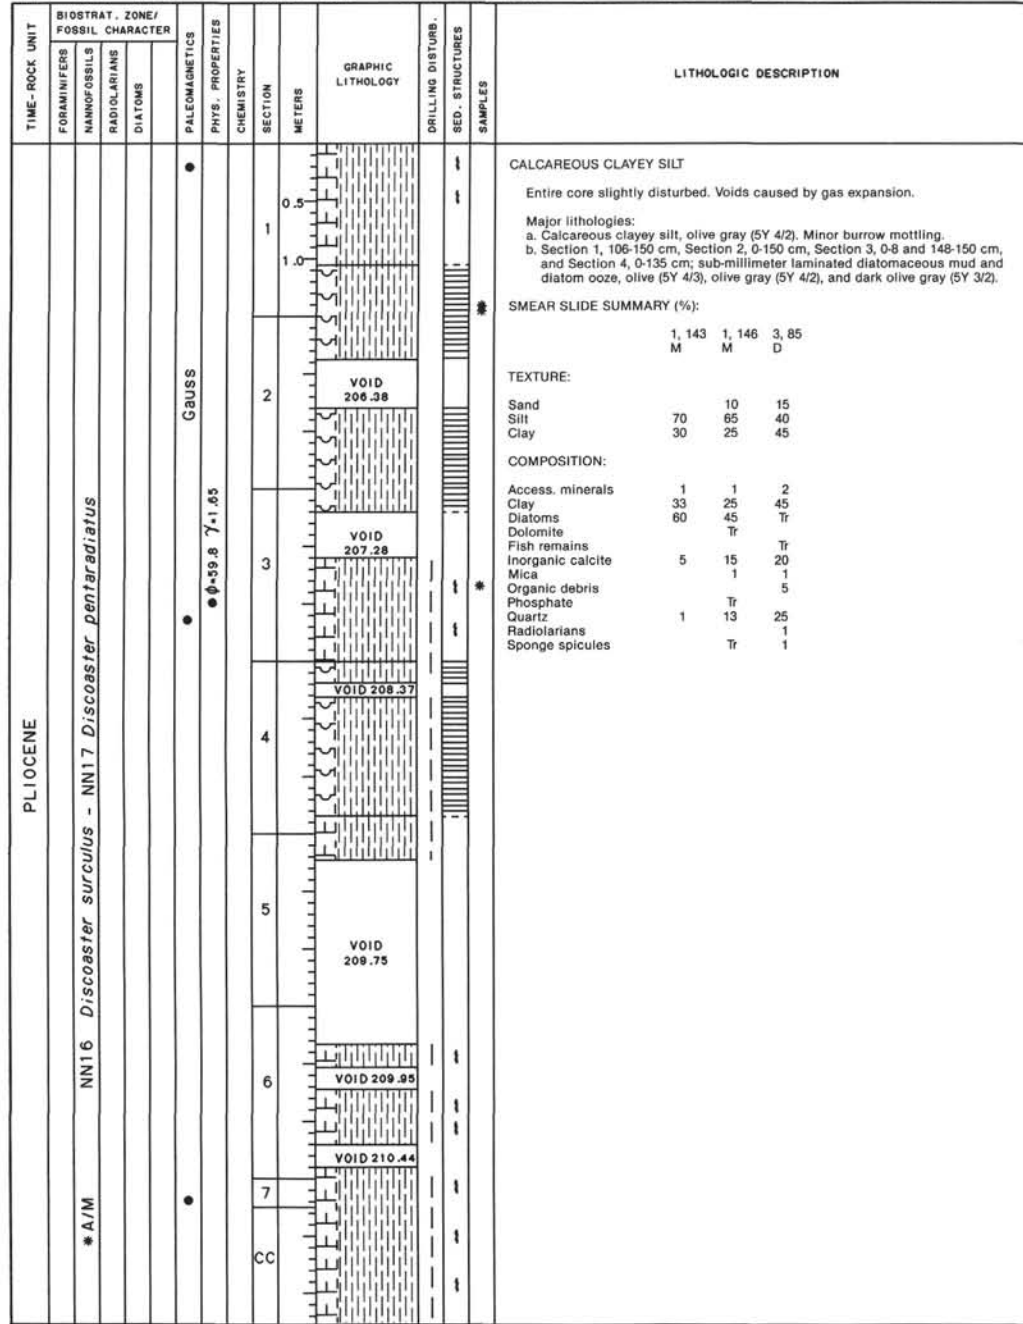 TIME-ROCK UNIT
BIOSTRAT. ZONE/
FOSSIL CHARACTER
FORAMINIFERS
NANNOFOSSILS
RADIOLARIANS
DIATOMS
PALEOMAGNETICS
PHYS. PROPERTIES
CHEMISTRY
SECTION
METERS
GRAPHIC
LITHOLOGY
DRILLING DISTURB.
SED. STRUCTURES
SAMPLES
LITHOLOGIC DESCRIPTION
PLIOCENE
*A/M NN16 Discoaster surculus - NN17 Discoaster pentaradiatus
Gauss
●ϕ=59.8 γ=1.65
1
2
3
4
5
6
7
CC
0.5
1.0
VOID
206.38
VOID
207.28
VOID 208.37
VOID
209.75
VOID 209.95
VOID 210.44
*
*
*
CALCAREOUS CLAYEY SILT
Entire core slightly disturbed. Voids caused by gas expansion.
Major lithologies:
a. Calcareous clayey silt, olive gray (5Y 4/2). Minor burrow mottling.
b. Section 1, 106-150 cm, Section 2, 0-150 cm, Section 3, 0-8 and 148-150 cm,
and Section 4, 0-135 cm; sub-millimeter laminated diatomaceous mud and
diatom ooze, olive (5Y 4/3), olive gray (5Y 4/2), and dark olive gray (5Y 3/2).
SMEAR SLIDE SUMMARY (%):
1, 143 1, 146 3, 85
M M D
TEXTURE:
Sand 10 15
Silt 70 65 40
Clay 30 25 45
COMPOSITION:
Access. minerals 1 1 2
Clay 33 25 45
Diatoms 60 45 Tr
Dolomite Tr
Fish remains Tr
Inorganic calcite 5 15 20
Mica 1 1
Organic debris 5
Phosphate Tr
Quartz 1 13 25
Radiolarians 1
Sponge spicules Tr 1